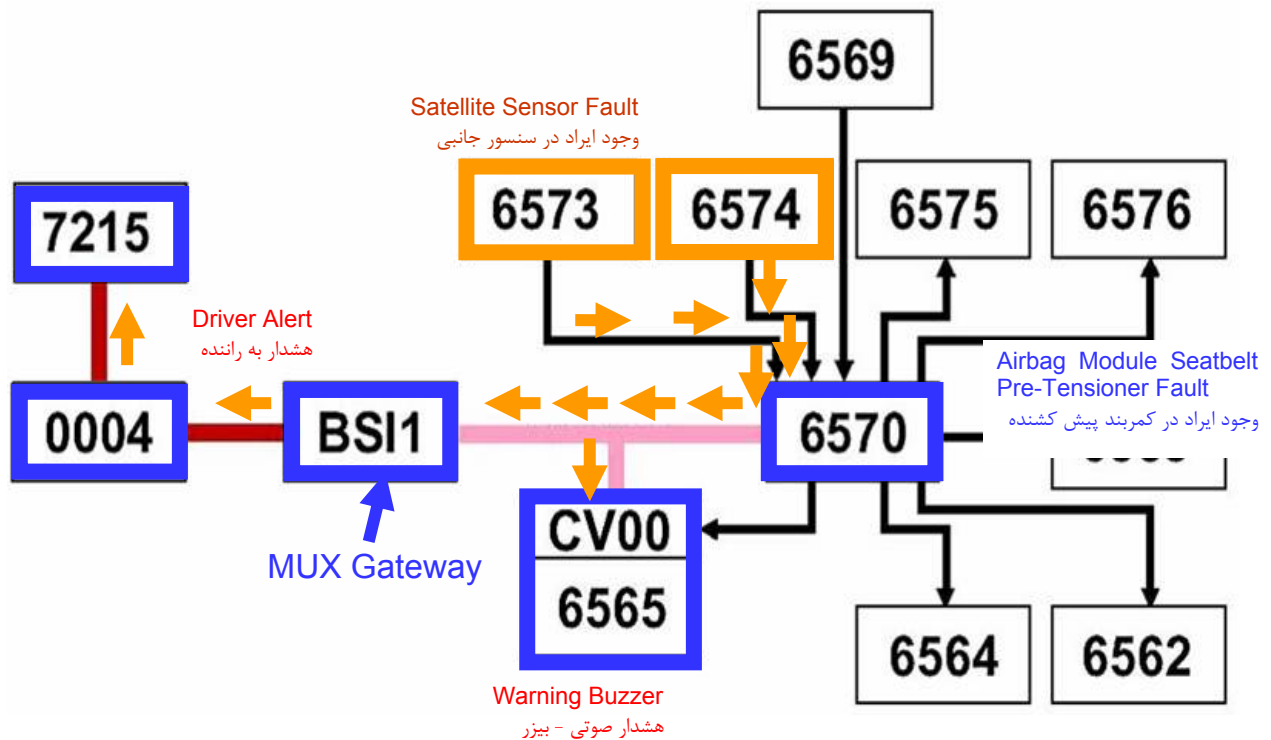 6569
Satellite Sensor Fault
وجود ایراد در سنسور جانبی
6573
6574
6575
6576
7215
Driver Alert
هشدار به راننده
Airbag Module Seatbelt
Pre-Tensioner Fault
وجود ایراد در کمربند پیش کشنده
0004
BSI1
6570
MUX Gateway
CV00
6565
6564
6562
Warning Buzzer
هشدار صوتی - بیزر